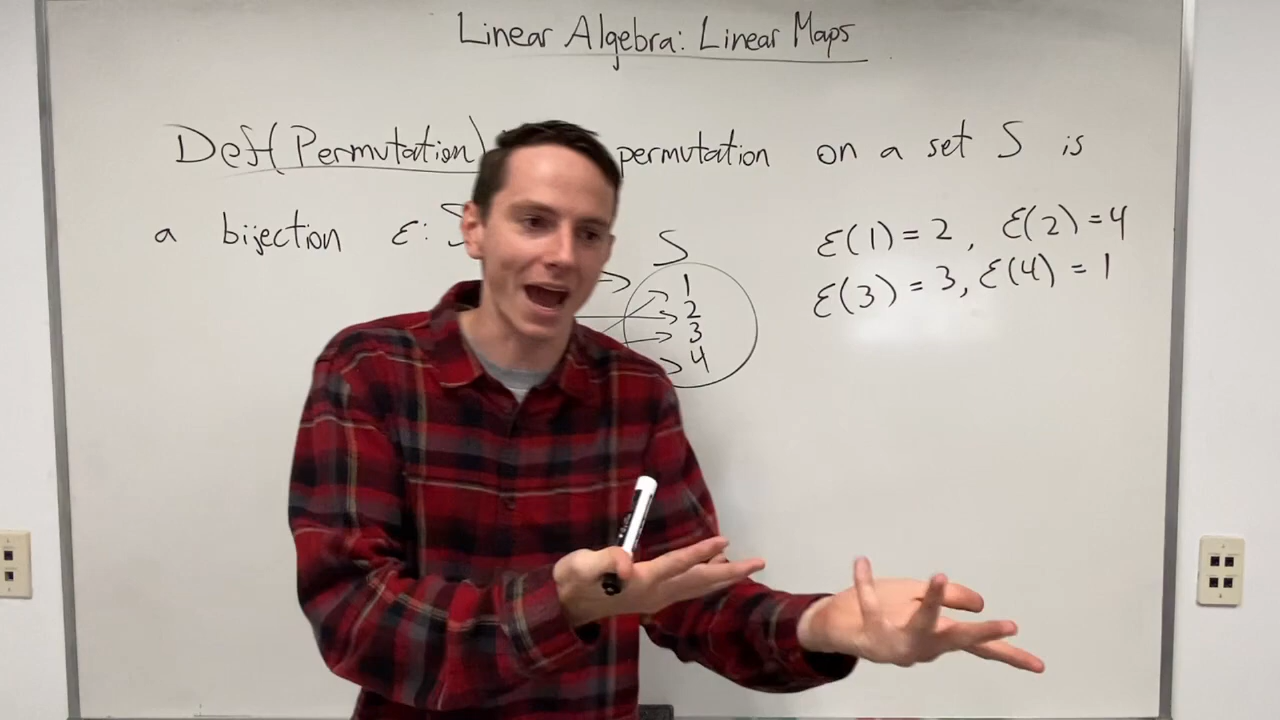 Linear Algebra: Linear Maps
Def(Permutation) permutation on a set S is
a bijection ε: S
S
ε(1) = 2, ε(2) = 4
ε(3) = 3, ε(4) = 1
1
2
3
4